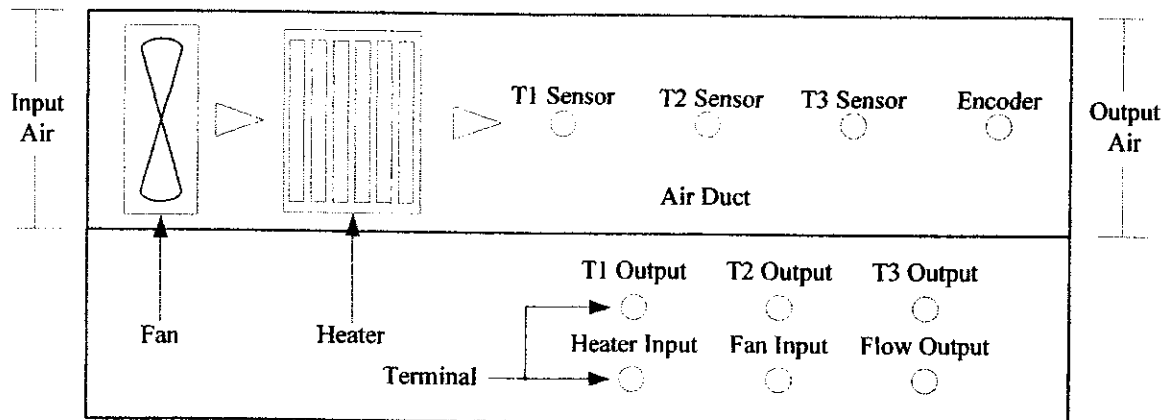 Input
Air
T1 Sensor
T2 Sensor
T3 Sensor
Encoder
Output
Air
Air Duct
T1 Output
T2 Output
T3 Output
Fan
Heater
Heater Input
Fan Input
Flow Output
Terminal